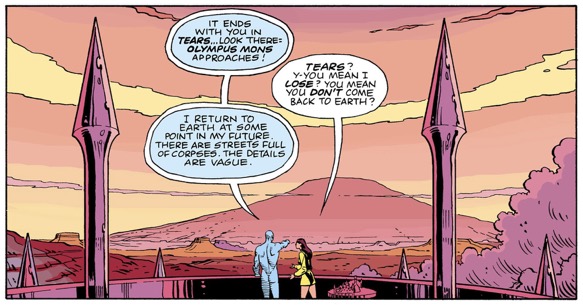 IT ENDS
WITH YOU IN
TEARS...LOOK THERE-
OLYMPUS MONS
APPROACHES!
TEARS?
Y-YOU MEAN I
LOSE? YOU MEAN
YOU DON'T COME
BACK TO EARTH?
I RETURN TO
EARTH AT SOME
POINT IN MY FUTURE.
THERE ARE STREETS FULL
OF CORPSES. THE DETAILS
ARE VAGUE.